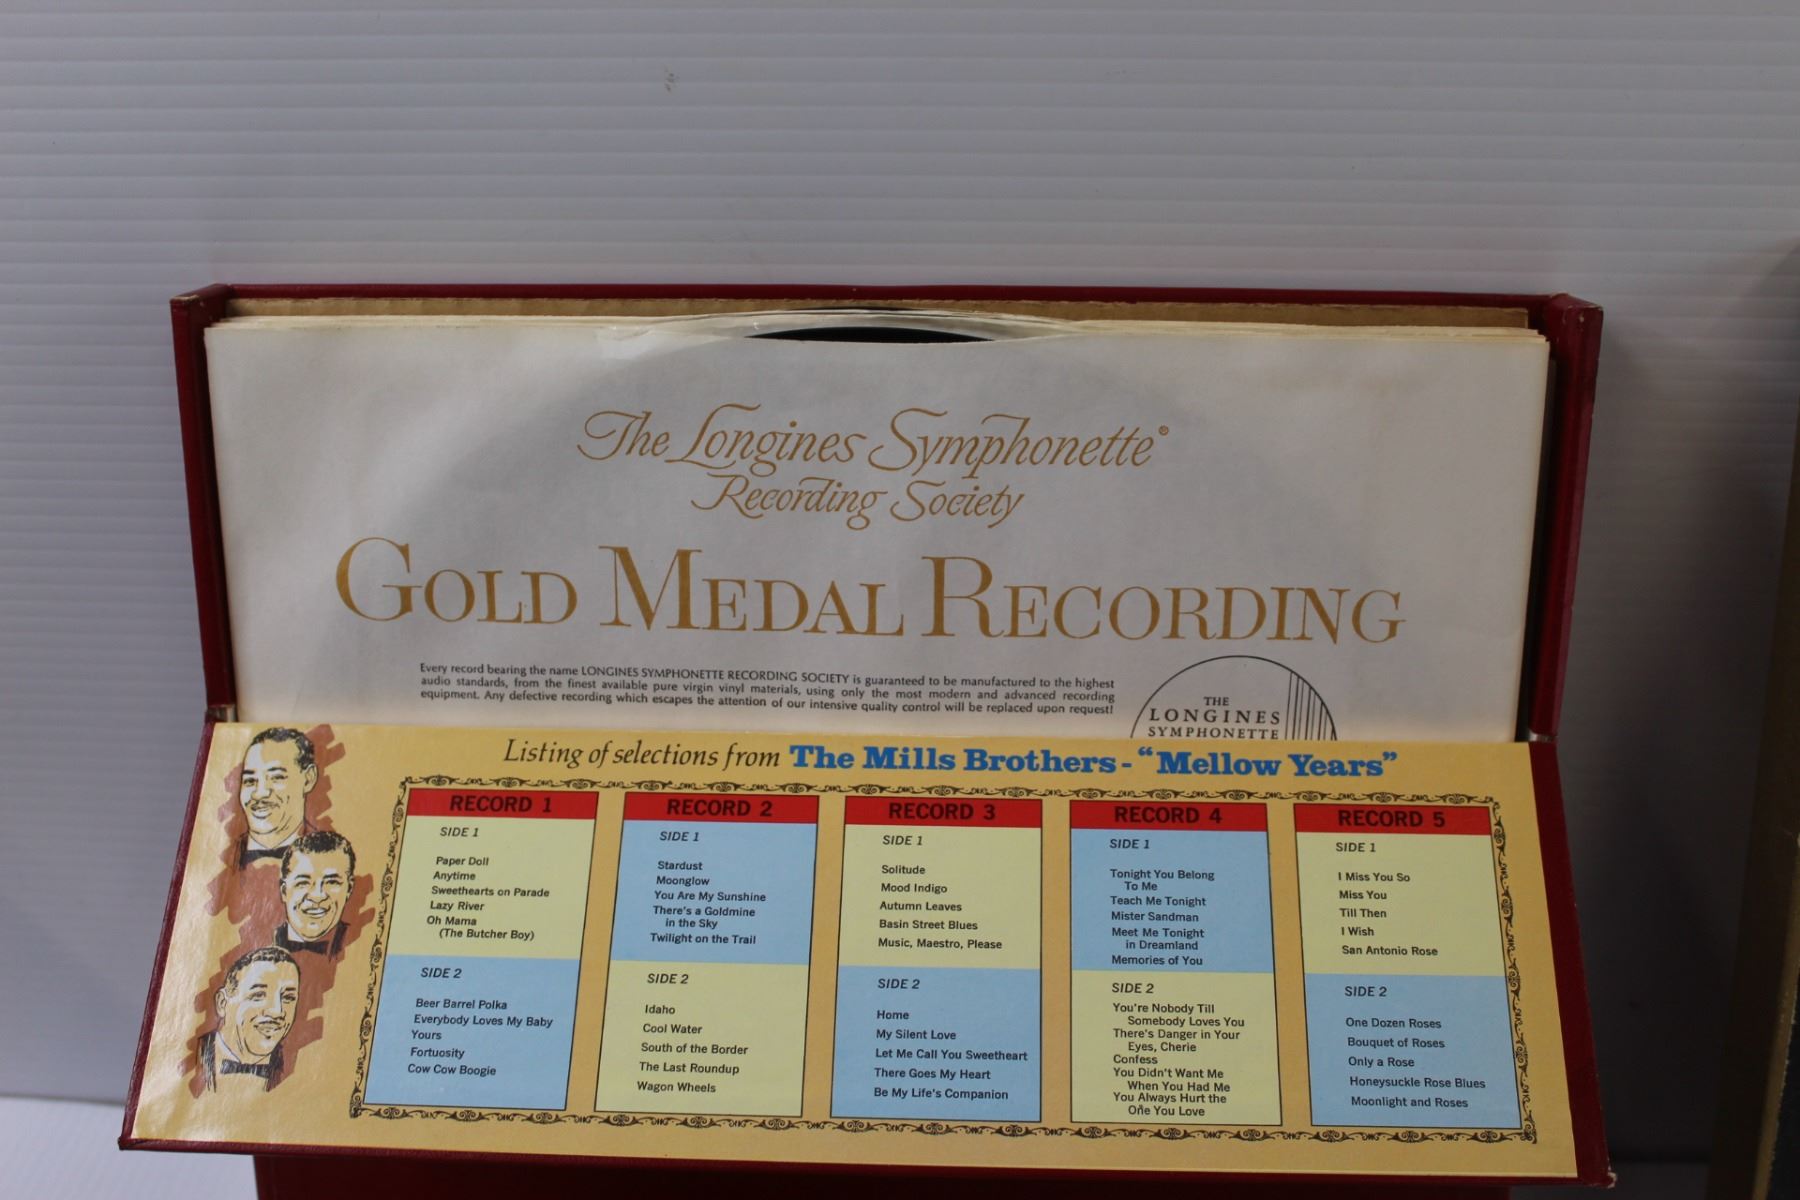 The Longines Symphonette®
Recording Society
GOLD MEDAL RECORDING
Every record bearing the name LONGINES SYMPHONETTE RECORDING SOCIETY is guaranteed to be manufactured to the highest
audio standards, from the finest available pure virgin vinyl materials, using only the most modern and advanced recording
equipment. Any defective recording which escapes the attention of our intensive quality control will be replaced upon request!
THE
LONGINES
SYMPHONETTE
Listing of selections from The Mills Brothers - "Mellow Years"
RECORD 1
SIDE 1
Paper Doll
Anytime
Sweethearts on Parade
Lazy River
Oh Mama
(The Butcher Boy)
SIDE 2
Beer Barrel Polka
Everybody Loves My Baby
Yours
Fortuosity
Cow Cow Boogie
RECORD 2
SIDE 1
Stardust
Moonglow
You Are My Sunshine
There's a Goldmine
in the Sky
Twilight on the Trail
SIDE 2
Idaho
Cool Water
South of the Border
The Last Roundup
Wagon Wheels
RECORD 3
SIDE 1
Solitude
Mood Indigo
Autumn Leaves
Basin Street Blues
Music, Maestro, Please
SIDE 2
Home
My Silent Love
Let Me Call You Sweetheart
There Goes My Heart
Be My Life's Companion
RECORD 4
SIDE 1
Tonight You Belong
To Me
Teach Me Tonight
Mister Sandman
Meet Me Tonight
in Dreamland
Memories of You
SIDE 2
You're Nobody Till
Somebody Loves You
There's Danger in Your
Eyes, Cherie
Confess
You Didn't Want Me
When You Had Me
You Always Hurt the
One You Love
RECORD 5
SIDE 1
I Miss You So
Miss You
Till Then
I Wish
San Antonio Rose
SIDE 2
One Dozen Roses
Bouquet of Roses
Only a Rose
Honeysuckle Rose Blues
Moonlight and Roses